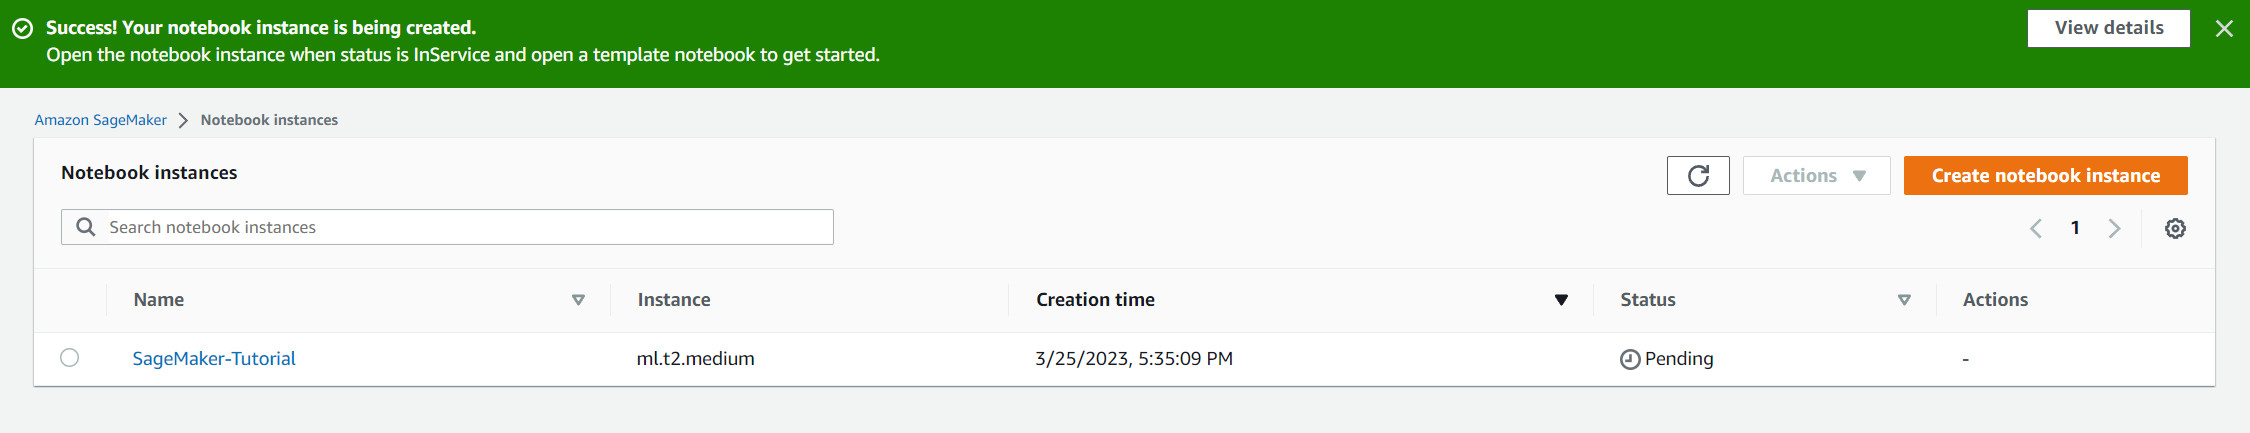 Success! Your notebook instance is being created.
View details
Open the notebook instance when status is InService and open a template notebook to get started.
Amazon SageMaker Notebook instances
Notebook instances
Actions
Create notebook instance
Search notebook instances
1
Name Instance Creation time Status Actions
SageMaker-Tutorial ml.t2.medium 3/25/2023, 5:35:09 PM Pending -